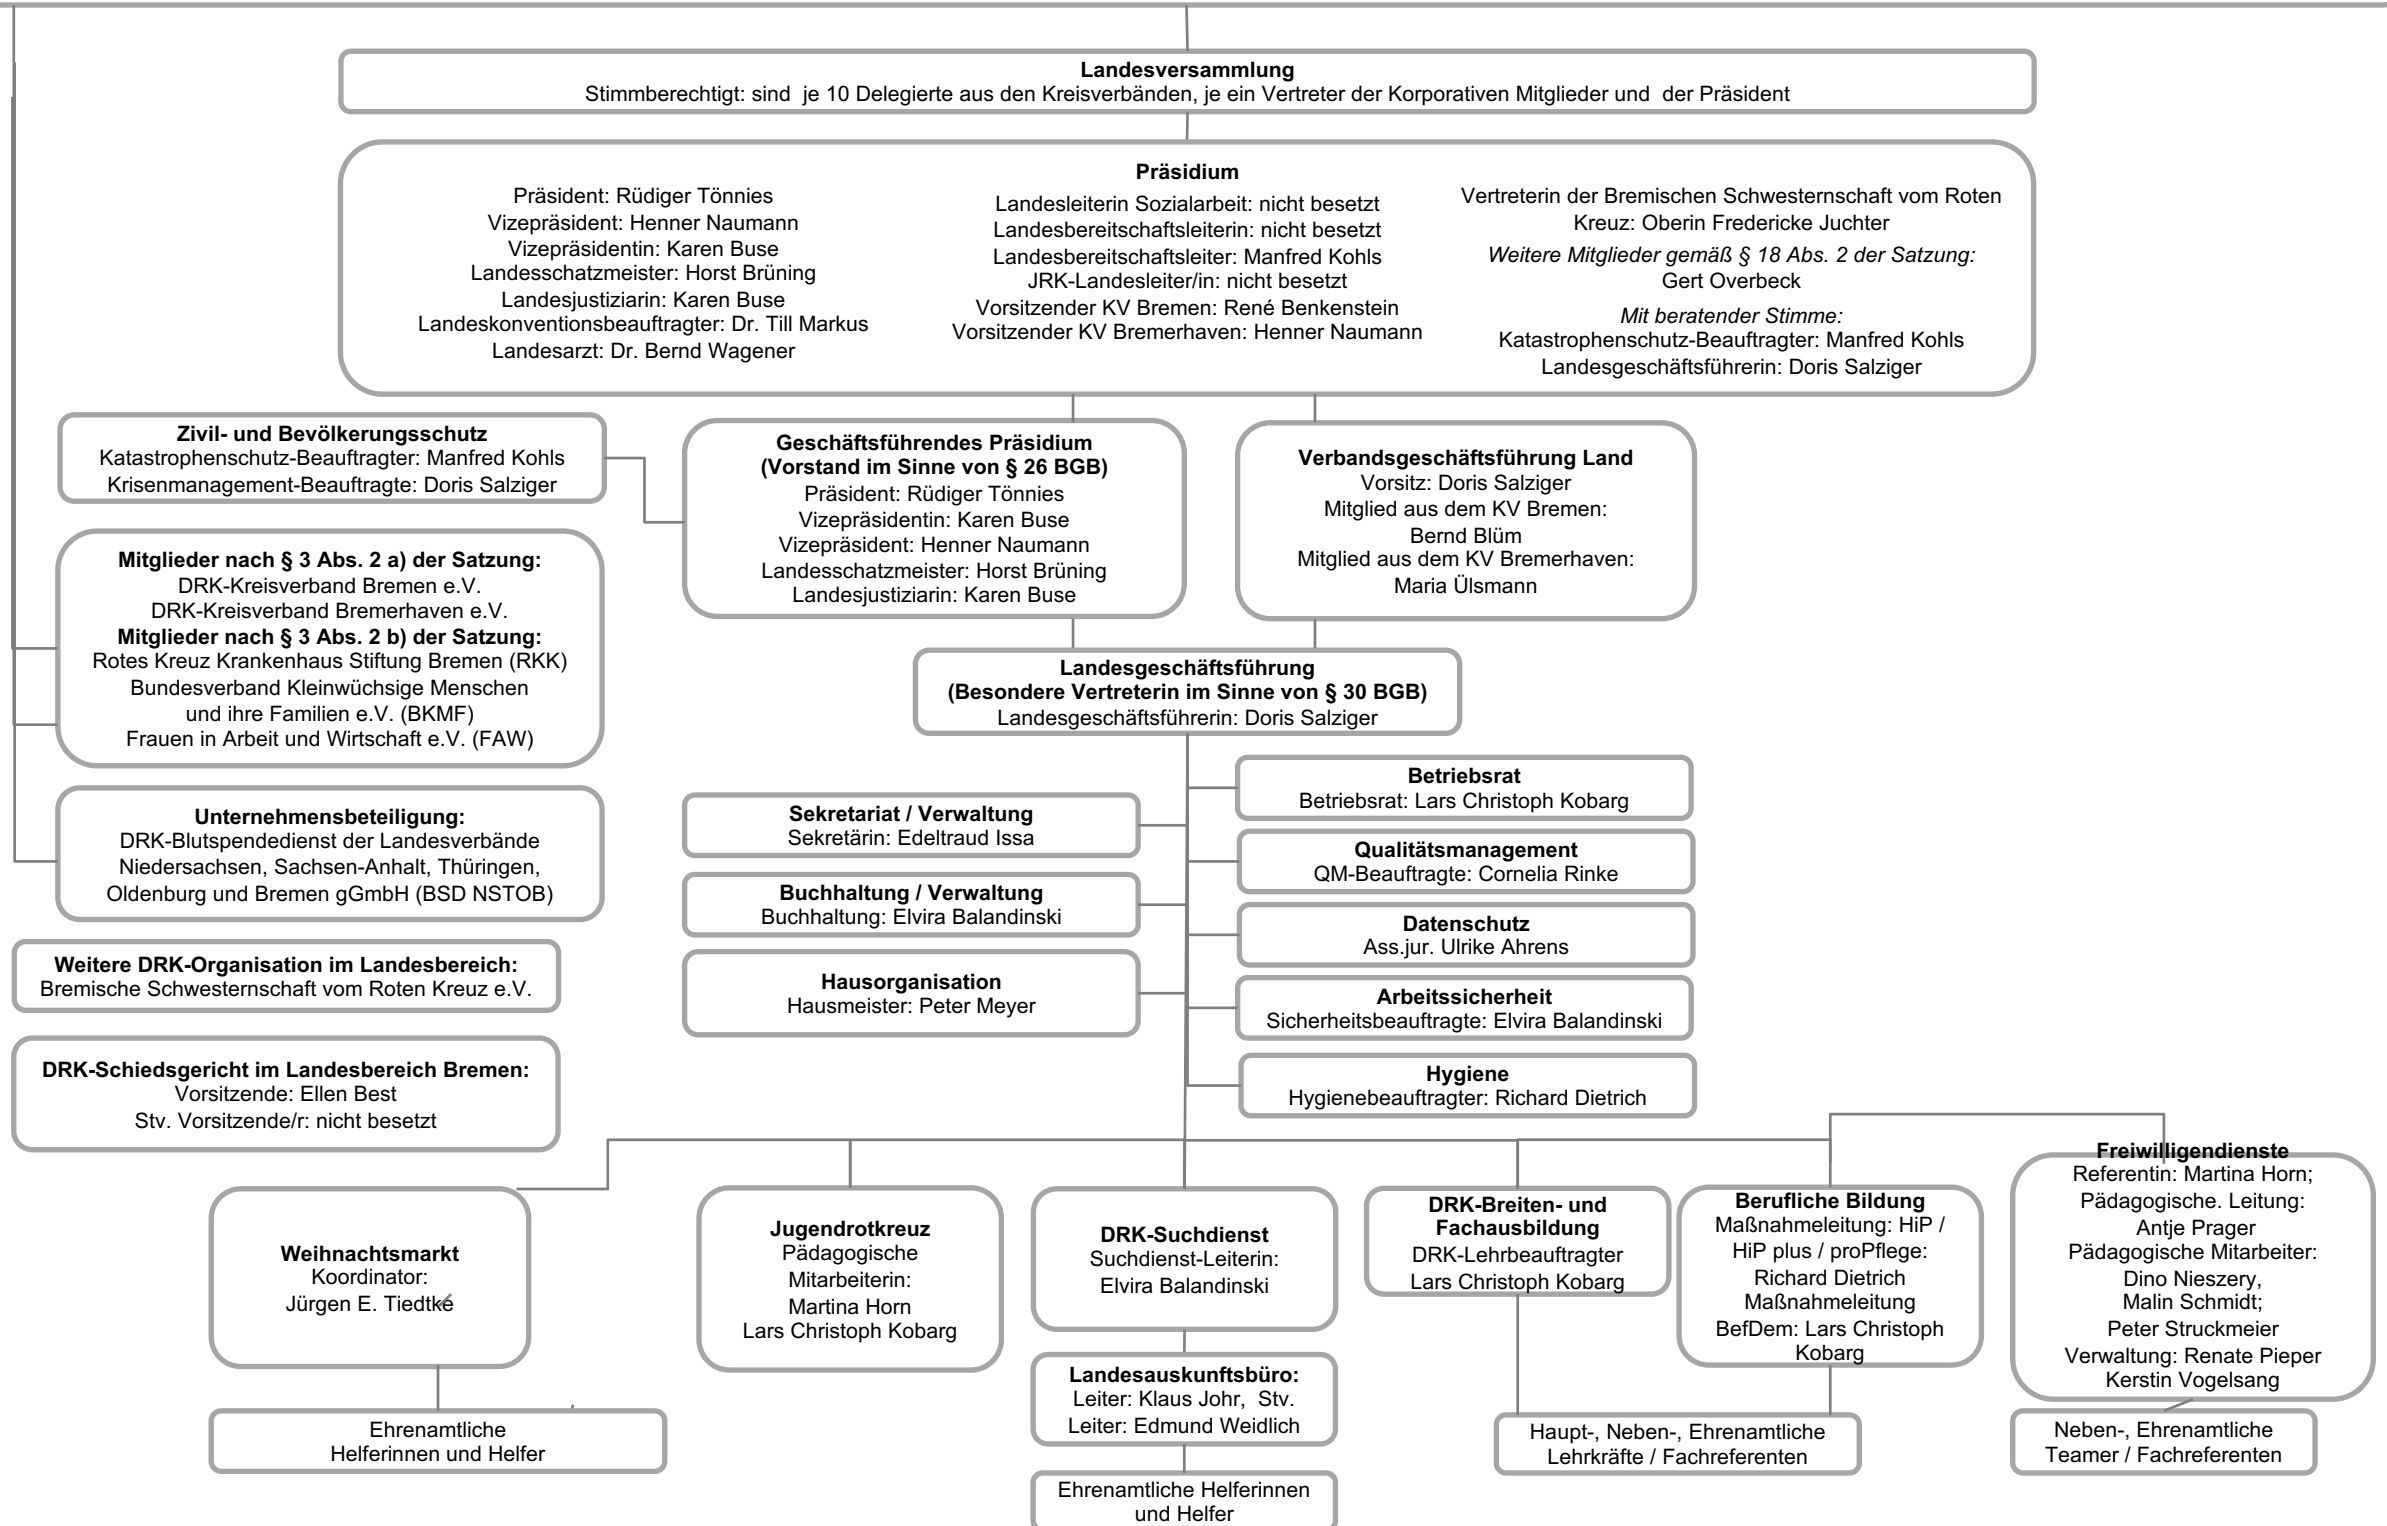 Landesversammlung
Stimmberechtigt: sind je 10 Delegierte aus den Kreisverbänden, je ein Vertreter der Korporativen Mitglieder und der Präsident
Präsidium
Präsident: Rüdiger Tönnies
Vizepräsident: Henner Naumann
Vizepräsidentin: Karen Buse
Landesschatzmeister: Horst Brüning
Landesjustiziarin: Karen Buse
Landeskonventionsbeauftragter: Dr. Till Markus
Landesarzt: Dr. Bernd Wagener
Landesleiterin Sozialarbeit: nicht besetzt
Landesbereitschaftsleiterin: nicht besetzt
Landesbereitschaftsleiter: Manfred Kohls
JRK-Landesleiter/in: nicht besetzt
Vorsitzender KV Bremen: René Benkenstein
Vorsitzender KV Bremerhaven: Henner Naumann
Vertreterin der Bremischen Schwesternschaft vom Roten
Kreuz: Oberin Fredericke Juchter
Weitere Mitglieder gemäß § 18 Abs. 2 der Satzung:
Gert Overbeck
Mit beratender Stimme:
Katastrophenschutz-Beauftragter: Manfred Kohls
Landesgeschäftsführerin: Doris Salziger
Zivil- und Bevölkerungsschutz
Katastrophenschutz-Beauftragter: Manfred Kohls
Krisenmanagement-Beauftragte: Doris Salziger
Geschäftsführendes Präsidium
(Vorstand im Sinne von § 26 BGB)
Präsident: Rüdiger Tönnies
Vizepräsidentin: Karen Buse
Vizepräsident: Henner Naumann
Landesschatzmeister: Horst Brüning
Landesjustiziarin: Karen Buse
Verbandsgeschäftsführung Land
Vorsitz: Doris Salziger
Mitglied aus dem KV Bremen:
Bernd Blüm
Mitglied aus dem KV Bremerhaven:
Maria Ülsmann
Mitglieder nach § 3 Abs. 2 a) der Satzung:
DRK-Kreisverband Bremen e.V.
DRK-Kreisverband Bremerhaven e.V.
Mitglieder nach § 3 Abs. 2 b) der Satzung:
Rotes Kreuz Krankenhaus Stiftung Bremen (RKK)
Bundesverband Kleinwüchsige Menschen
und ihre Familien e.V. (BKMF)
Frauen in Arbeit und Wirtschaft e.V. (FAW)
Landesgeschäftsführung
(Besondere Vertreterin im Sinne von § 30 BGB)
Landesgeschäftsführerin: Doris Salziger
Unternehmensbeteiligung:
DRK-Blutspendedienst der Landesverbände
Niedersachsen, Sachsen-Anhalt, Thüringen,
Oldenburg und Bremen gGmbH (BSD NSTOB)
Weitere DRK-Organisation im Landesbereich:
Bremische Schwesternschaft vom Roten Kreuz e.V.
DRK-Schiedsgericht im Landesbereich Bremen:
Vorsitzende: Ellen Best
Stv. Vorsitzende/r: nicht besetzt
Sekretariat / Verwaltung
Sekretärin: Edeltraud Issa
Buchhaltung / Verwaltung
Buchhaltung: Elvira Balandinski
Hausorganisation
Hausmeister: Peter Meyer
Betriebsrat
Betriebsrat: Lars Christoph Kobarg
Qualitätsmanagement
QM-Beauftragte: Cornelia Rinke
Datenschutz
Ass.jur. Ulrike Ahrens
Arbeitssicherheit
Sicherheitsbeauftragte: Elvira Balandinski
Hygiene
Hygienebeauftragter: Richard Dietrich
Weihnachtsmarkt
Koordinator:
Jürgen E. Tiedtke
Ehrenamtliche
Helferinnen und Helfer
Jugendrotkreuz
Pädagogische
Mitarbeiterin:
Martina Horn
Lars Christoph Kobarg
DRK-Suchdienst
Suchdienst-Leiterin:
Elvira Balandinski
Landesauskunftsbüro:
Leiter: Klaus Johr, Stv.
Leiter: Edmund Weidlich
Ehrenamtliche Helferinnen
und Helfer
DRK-Breiten- und
Fachausbildung
DRK-Lehrbeauftragter
Lars Christoph Kobarg
Berufliche Bildung
Maßnahmeleitung: HiP /
HiP plus / proPflege:
Richard Dietrich
Maßnahmeleitung
BefDem: Lars Christoph
Kobarg
Haupt-, Neben-, Ehrenamtliche
Lehrkräfte / Fachreferenten
Freiwilligendienste
Referentin: Martina Horn;
Pädagogische. Leitung:
Antje Prager
Pädagogische Mitarbeiter:
Dino Nieszery,
Malin Schmidt;
Peter Struckmeier
Verwaltung: Renate Pieper
Kerstin Vogelsang
Neben-, Ehrenamtliche
Teamer / Fachreferenten